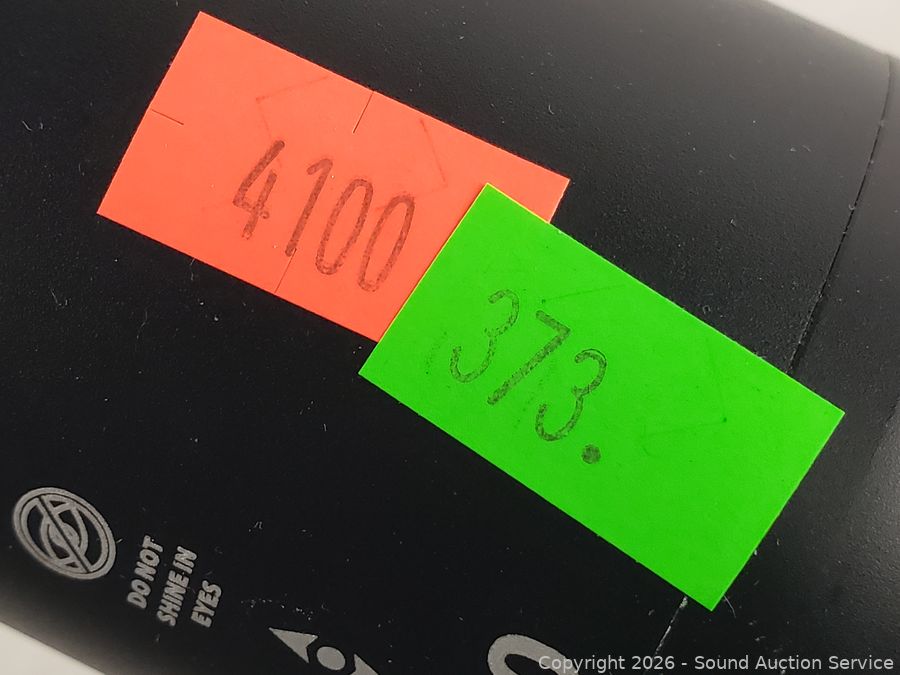 4100
373.
DO NOT
SHINE IN
EYES
Copyright 2026 - Sound Auction Service